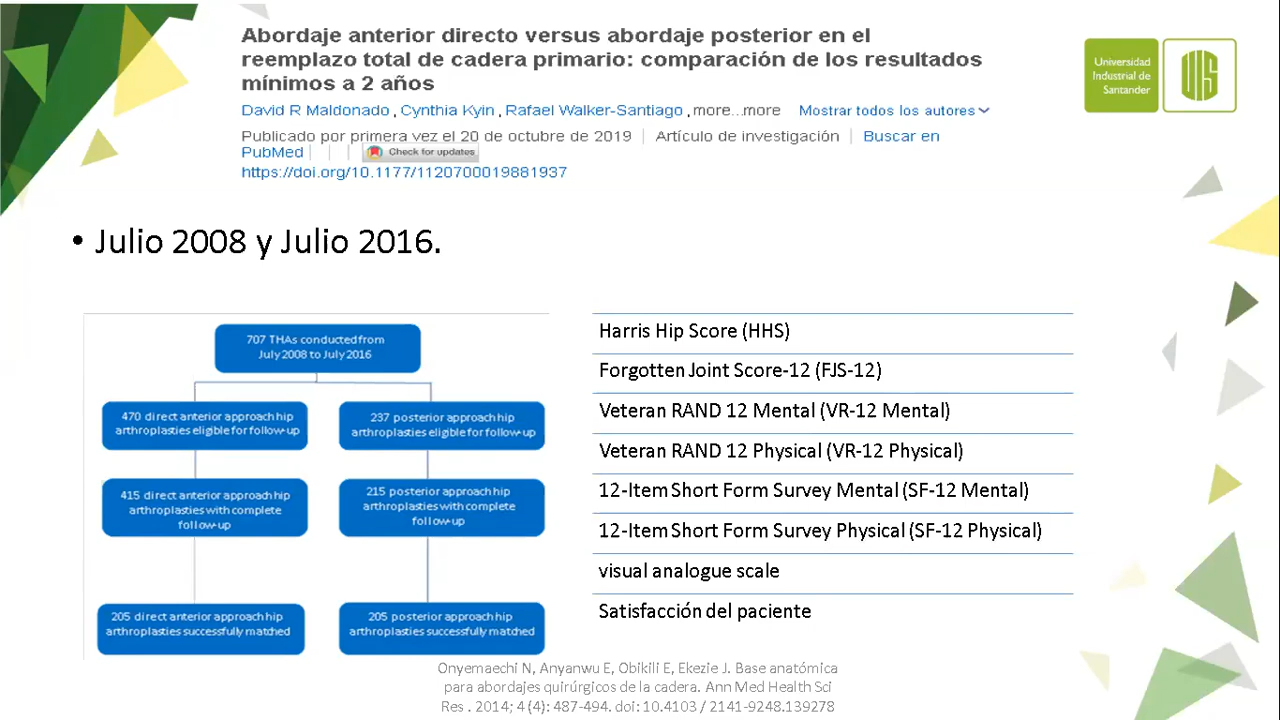 Abordaje anterior directo versus abordaje posterior en el
reemplazo total de cadera primario: comparación de los resultados
mínimos a 2 años
David R Maldonado, Cynthia Kyin, Rafael Walker-Santiago, more...more Mostrar todos los autores
Publicado por primera vez el 20 de octubre de 2019 | Artículo de investigación | Buscar en
PubMed | | | Check for updates
https://doi.org/10.1177/1120700019881937
Universidad
Industrial de
Santander
UIS
• Julio 2008 y Julio 2016.
707 THAs conducted from
July 2008 to July 2016
470 direct anterior approach hip
arthroplasties eligible for follow-up
237 posterior approach hip
arthroplasties eligible for follow-up
415 direct anterior approach hip
arthroplasties with complete
follow-up
215 posterior approach hip
arthroplasties with complete
follow-up
205 direct anterior approach hip
arthroplasties successfully matched
205 posterior approach hip
arthroplasties successfully matched
Harris Hip Score (HHS)
Forgotten Joint Score-12 (FJS-12)
Veteran RAND 12 Mental (VR-12 Mental)
Veteran RAND 12 Physical (VR-12 Physical)
12-Item Short Form Survey Mental (SF-12 Mental)
12-Item Short Form Survey Physical (SF-12 Physical)
visual analogue scale
Satisfacción del paciente
Onyemaechi N, Anyanwu E, Obikili E, Ekezie J. Base anatómica
para abordajes quirúrgicos de la cadera. Ann Med Health Sci
Res . 2014; 4 (4): 487-494. doi: 10.4103 / 2141-9248.139278